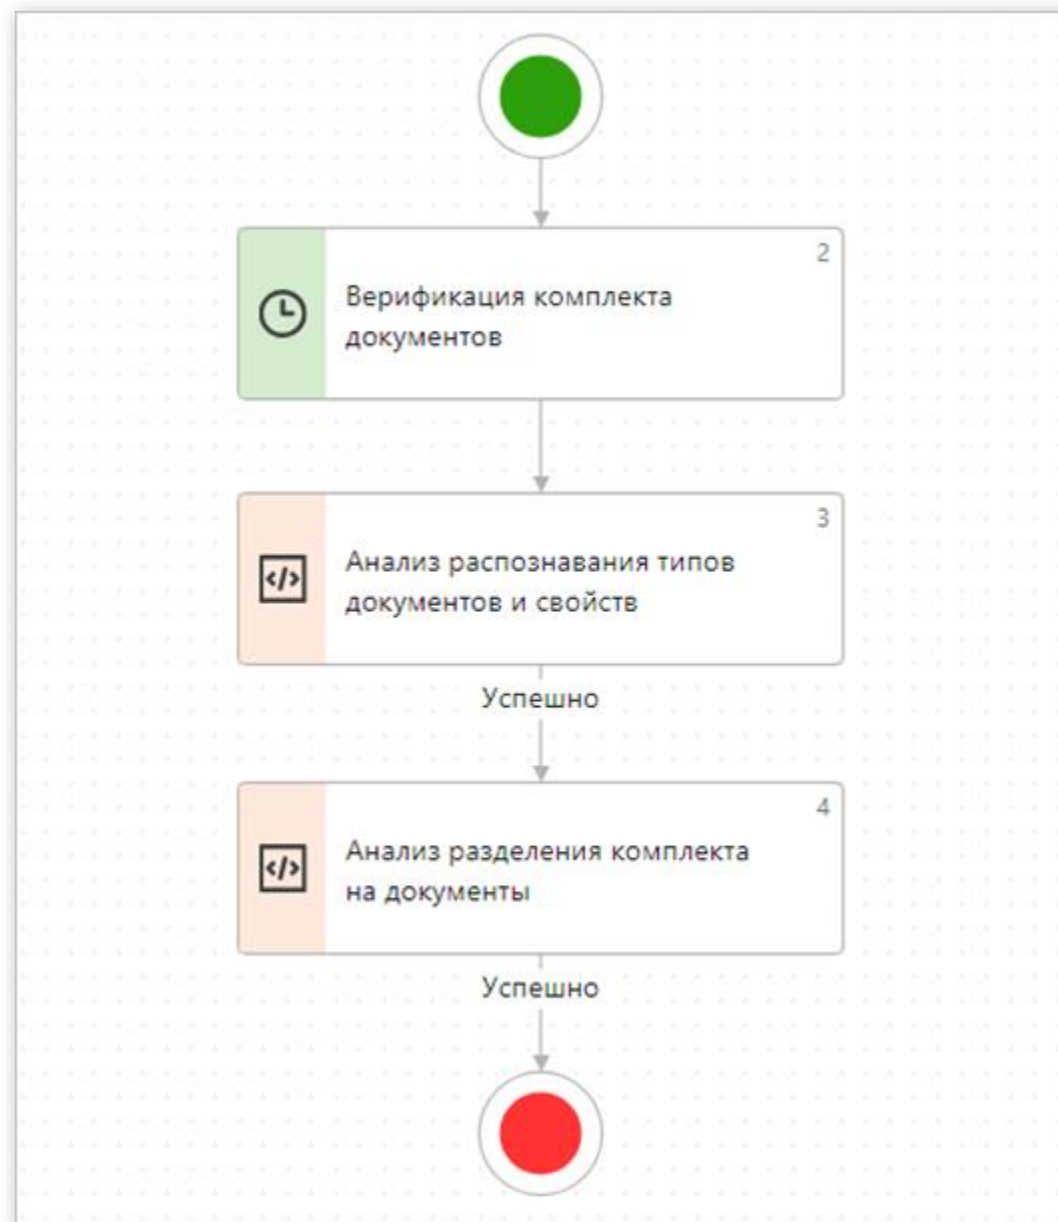 2
Верификация комплекта
документов
3
Анализ распознавания типов
документов и свойств
Успешно
4
Анализ разделения комплекта
на документы
Успешно